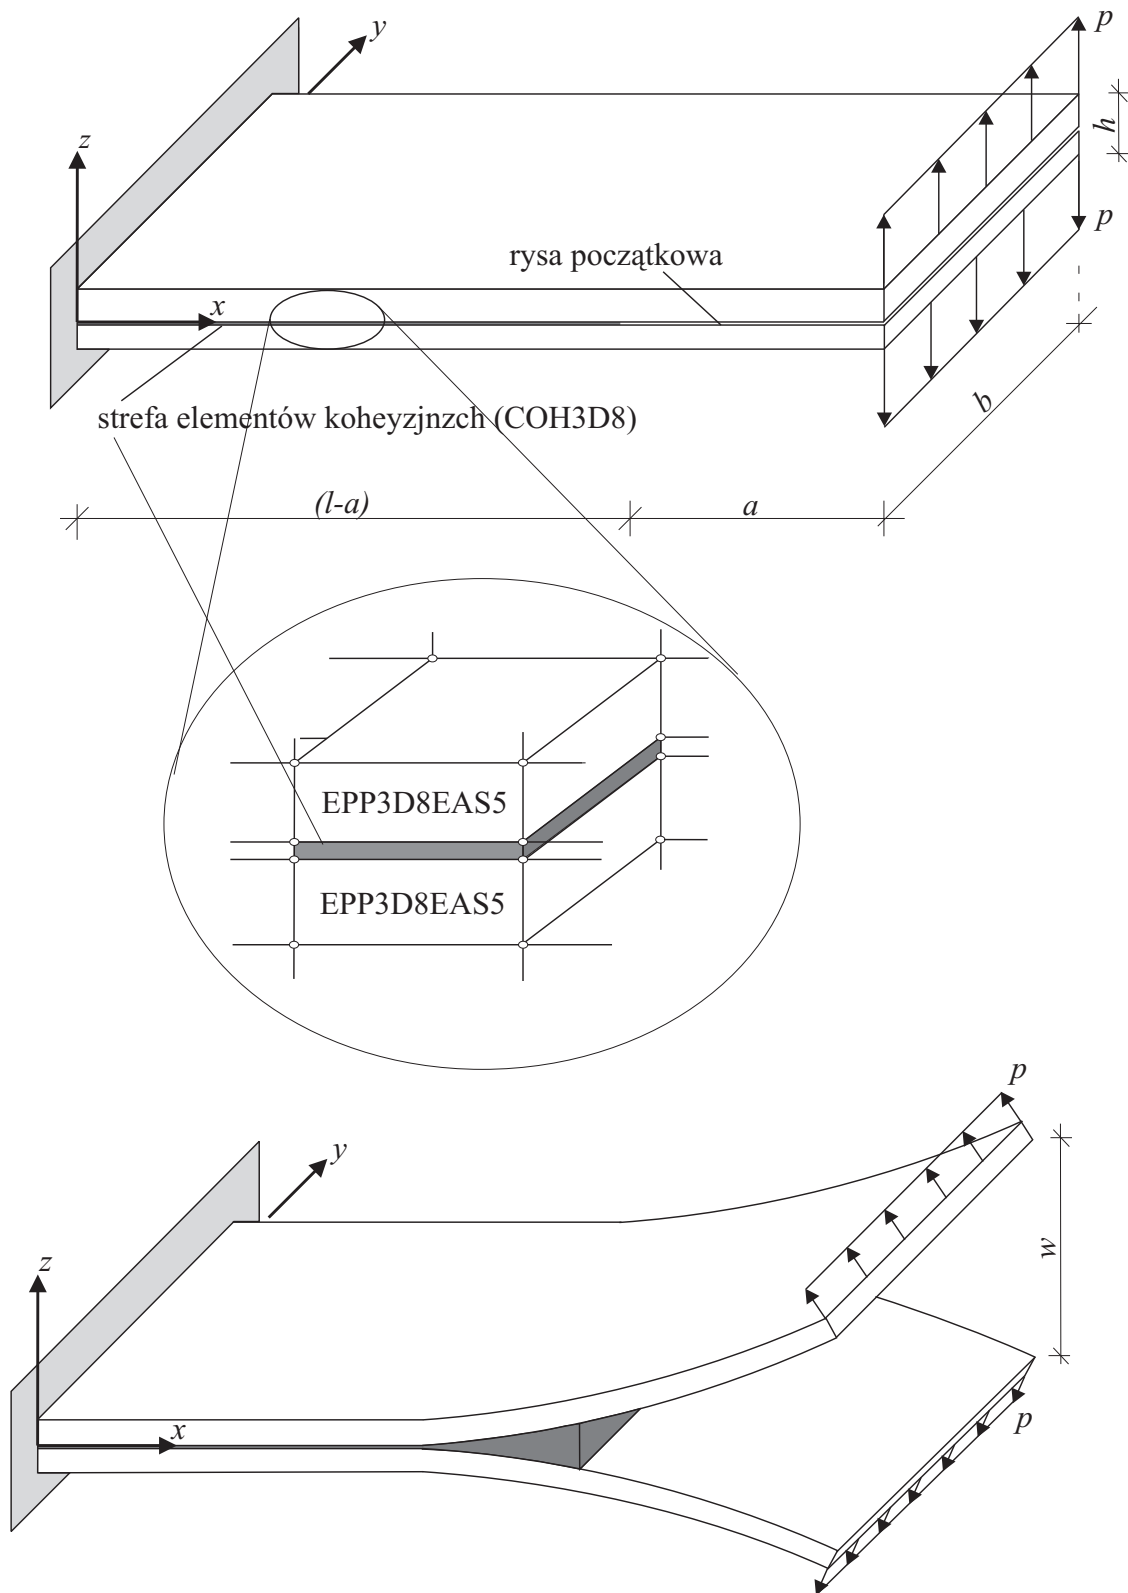 y
p
z
h
p
rysa początkowa
x
b
strefa elementów koheyzjnzch (COH3D8)
(l-a)
a
EPP3D8EAS5
EPP3D8EAS5
p
y
w
z
x
p